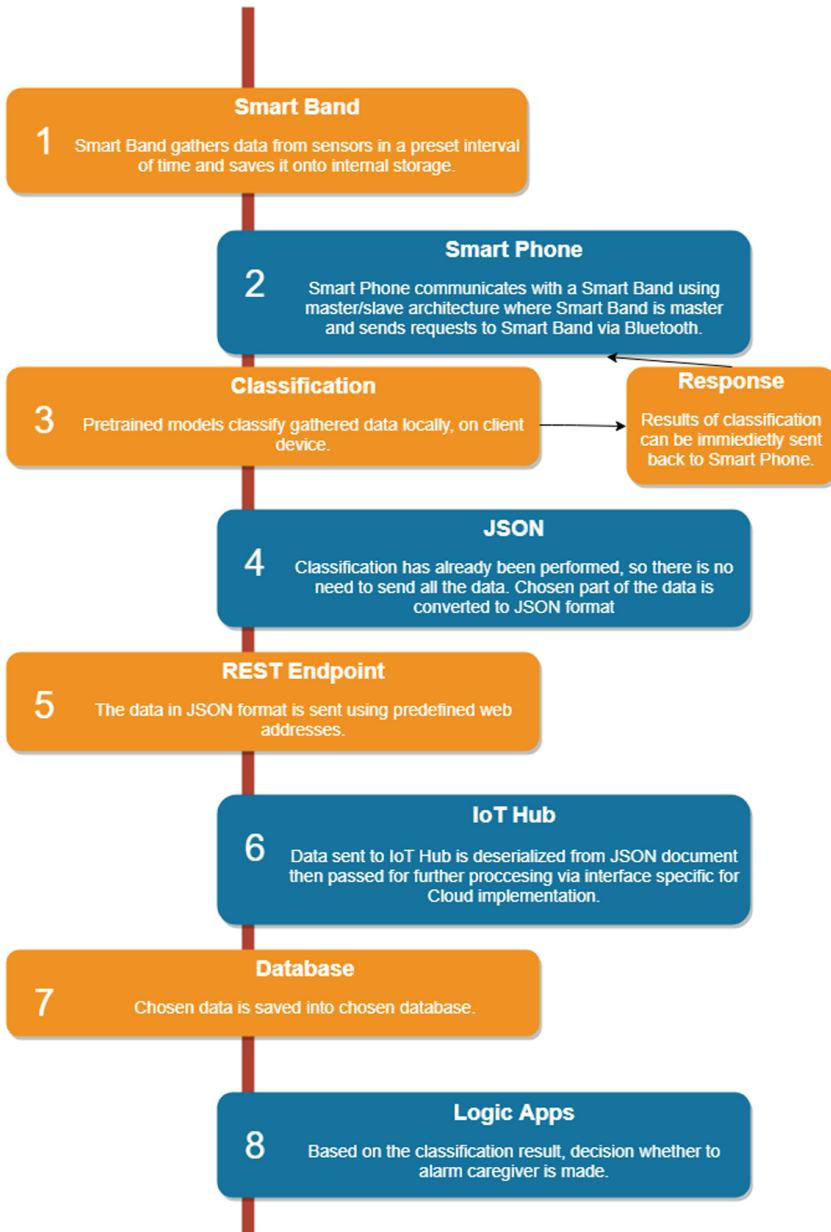 Smart Band
1
Smart Band gathers data from sensors in a preset interval
of time and saves it onto internal storage.
Smart Phone
2
Smart Phone communicates with a Smart Band using
master/slave architecture where Smart Band is master
and sends requests to Smart Band via Bluetooth.
Classification
3
Pretrained models classify gathered data locally, on client
device.
Response
Results of classification
can be immiedietly sent
back to Smart Phone.
JSON
4
Classification has already been performed, so there is no
need to send all the data. Chosen part of the data is
converted to JSON format
REST Endpoint
5
The data in JSON format is sent using predefined web
addresses.
IoT Hub
6
Data sent to IoT Hub is deserialized from JSON document
then passed for further proccesing via interface specific for
Cloud implementation.
Database
7
Chosen data is saved into chosen database.
Logic Apps
8
Based on the classification result, decision whether to
alarm caregiver is made.